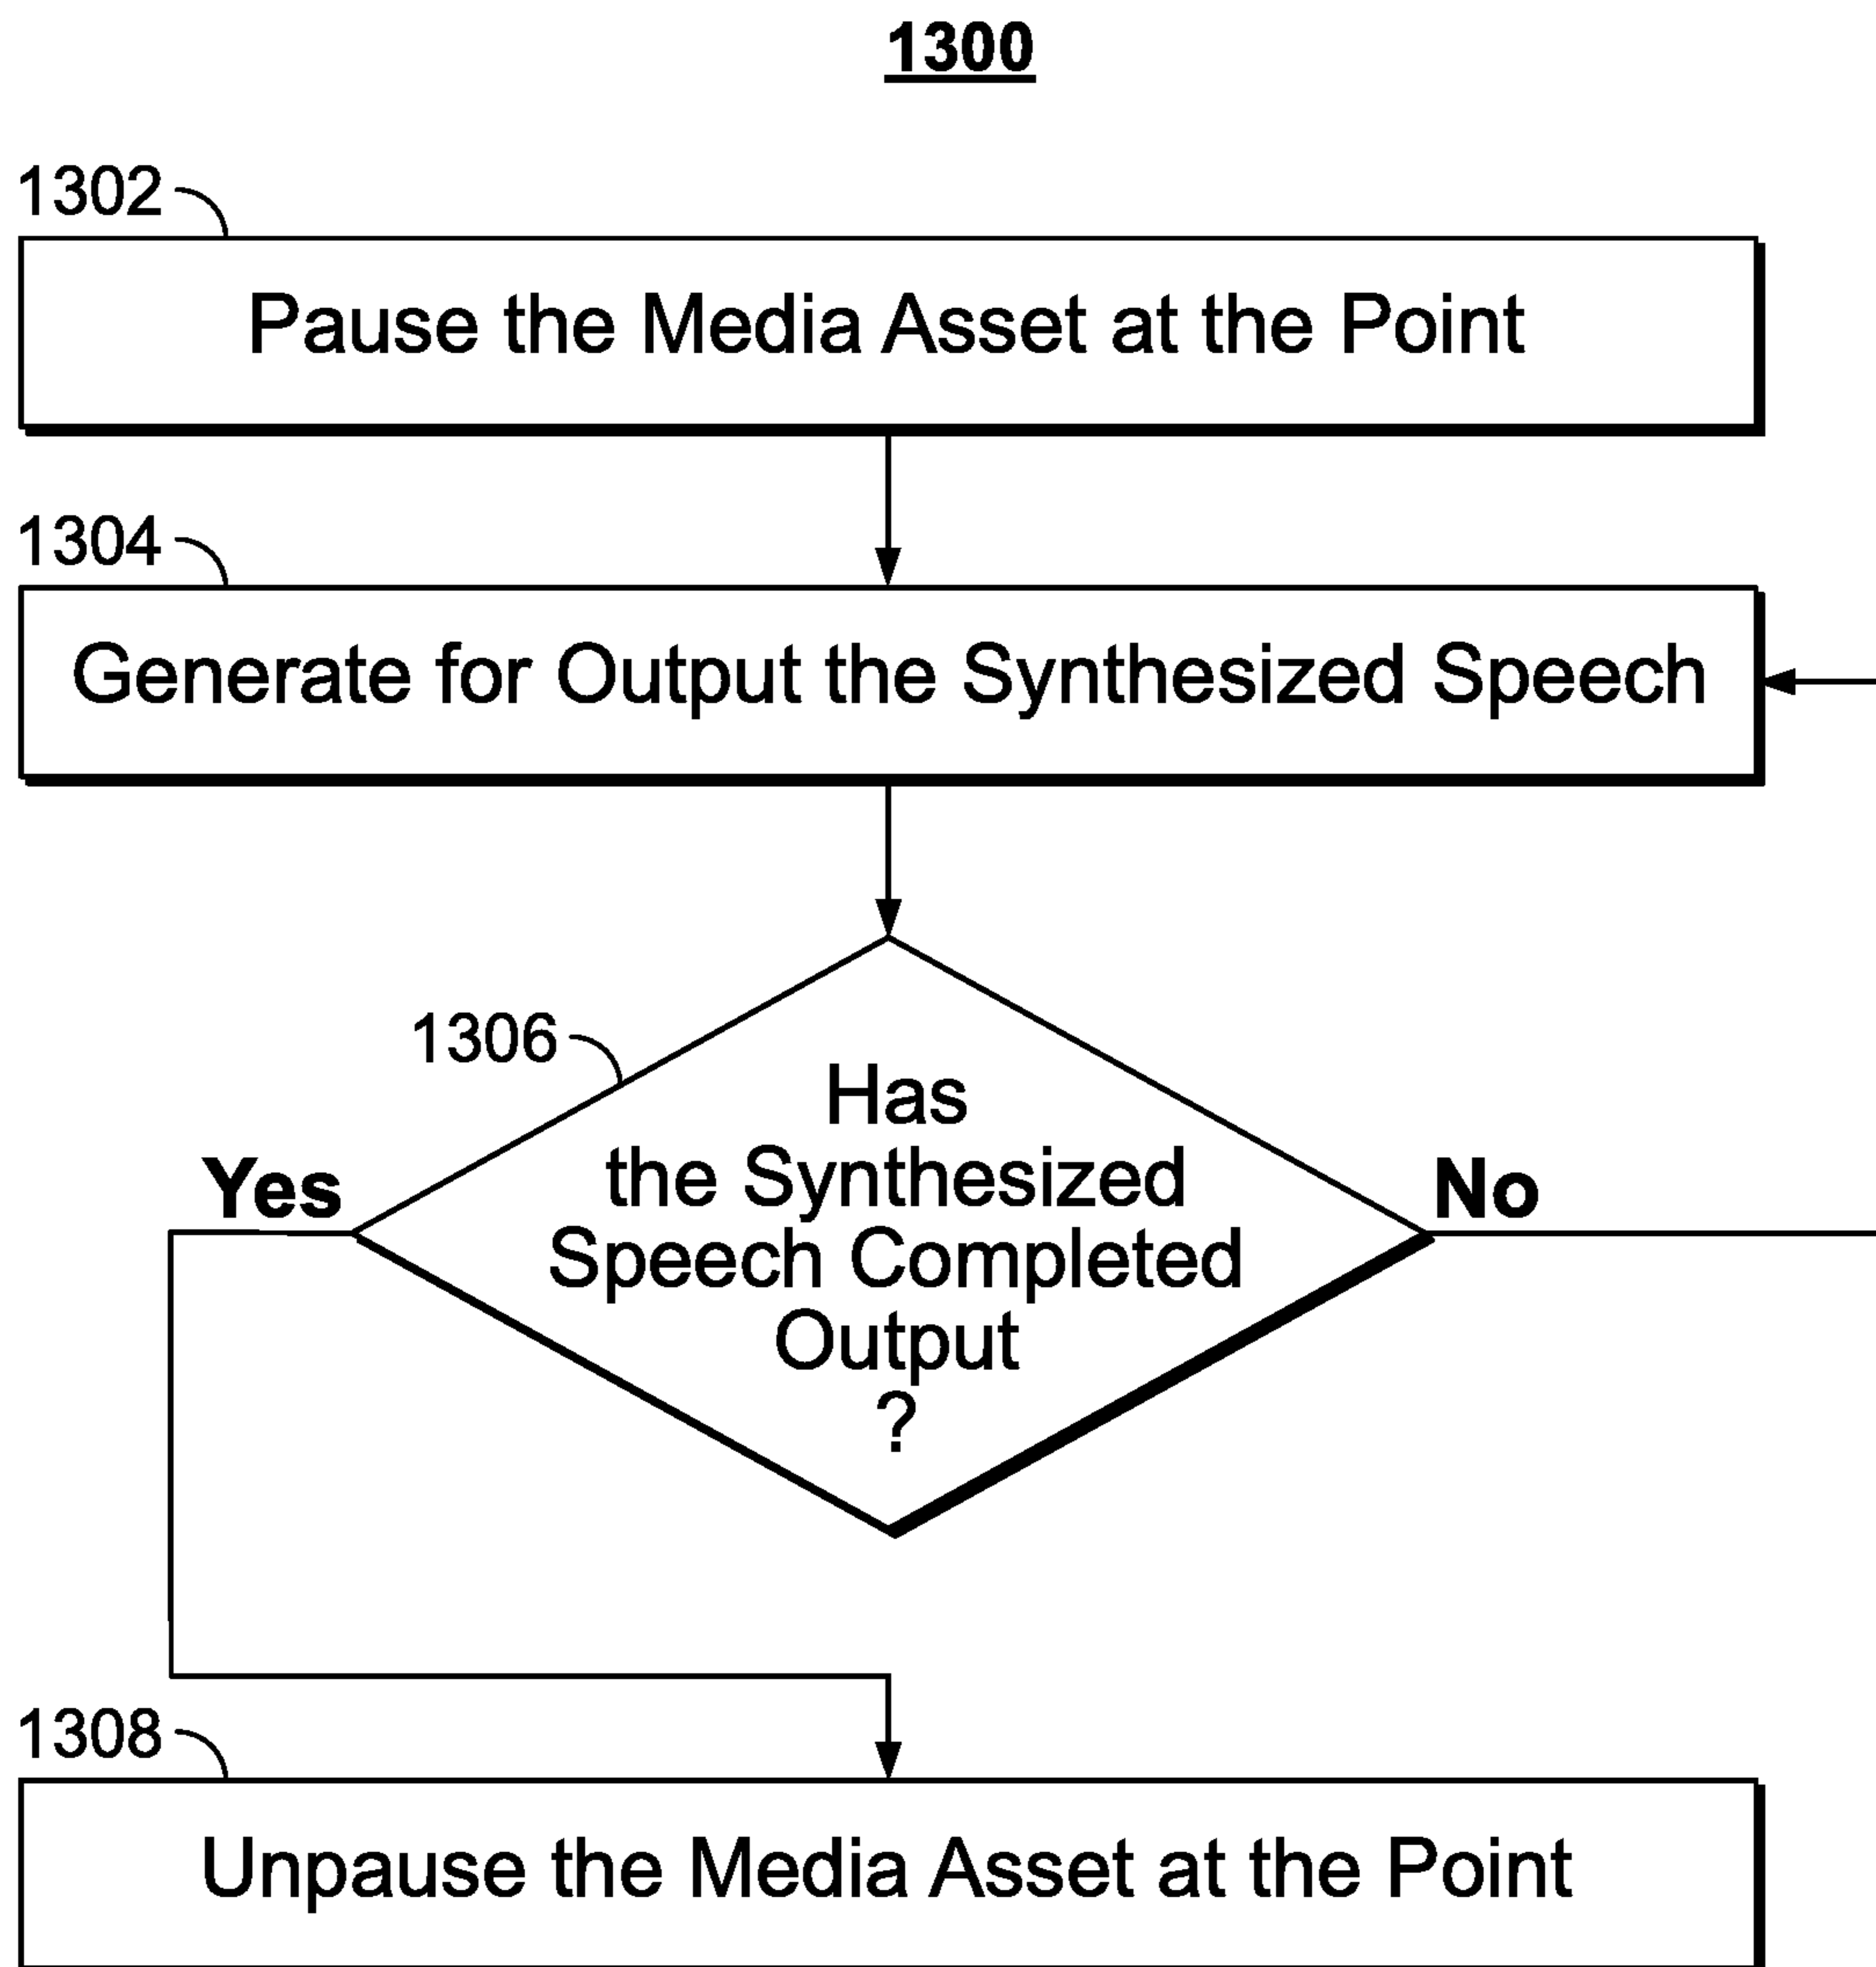 1300
1302
Pause the Media Asset at the Point
1304
Generate for Output the Synthesized Speech
1306
Has
the Synthesized
Speech Completed
Output
?
Yes
No
1308
Unpause the Media Asset at the Point